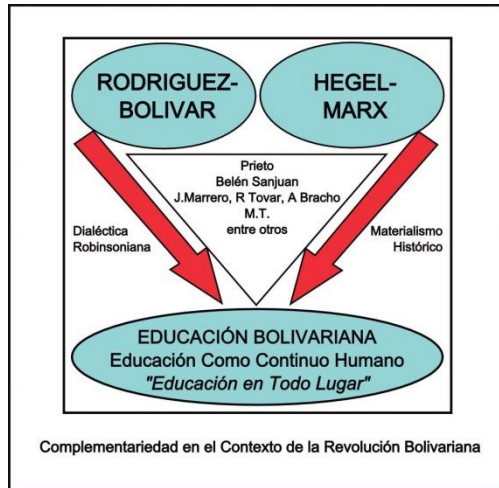 RODRIGUEZ-
BOLIVAR
HEGEL-
MARX
Prieto
Belén Sanjuan
J.Marrero, R Tovar, A Bracho
M.T.
entre otros
Dialéctica
Robinsoniana
Materialismo
Histórico
EDUCACIÓN BOLIVARIANA
Educación Como Continuo Humano
"Educación en Todo Lugar"
Complementariedad en el Contexto de la Revolución Bolivariana